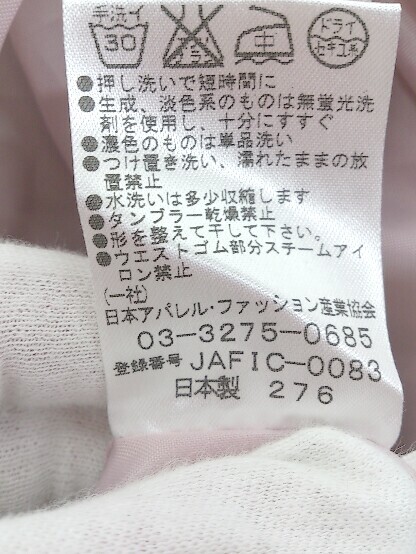 手洗イ
30
エンソサラシ
中
ドライ
セキユ系
●押し洗いで短時間に
●生成、淡色系のものは無蛍光洗
剤を使用し、十分にすすぐ
●濃色のものは単品洗い
●つけ置き洗い、濡れたままの放
置禁止
●水洗いは多少収縮します
●タンブラー乾燥禁止
●形を整えて干して下さい。
●ウエストゴム部分スチームアイ
ロン禁止
(一社)
日本アパレル・ファッション産業協会
03-3275-0685
登録番号 JAFIC-0083
日本製 276